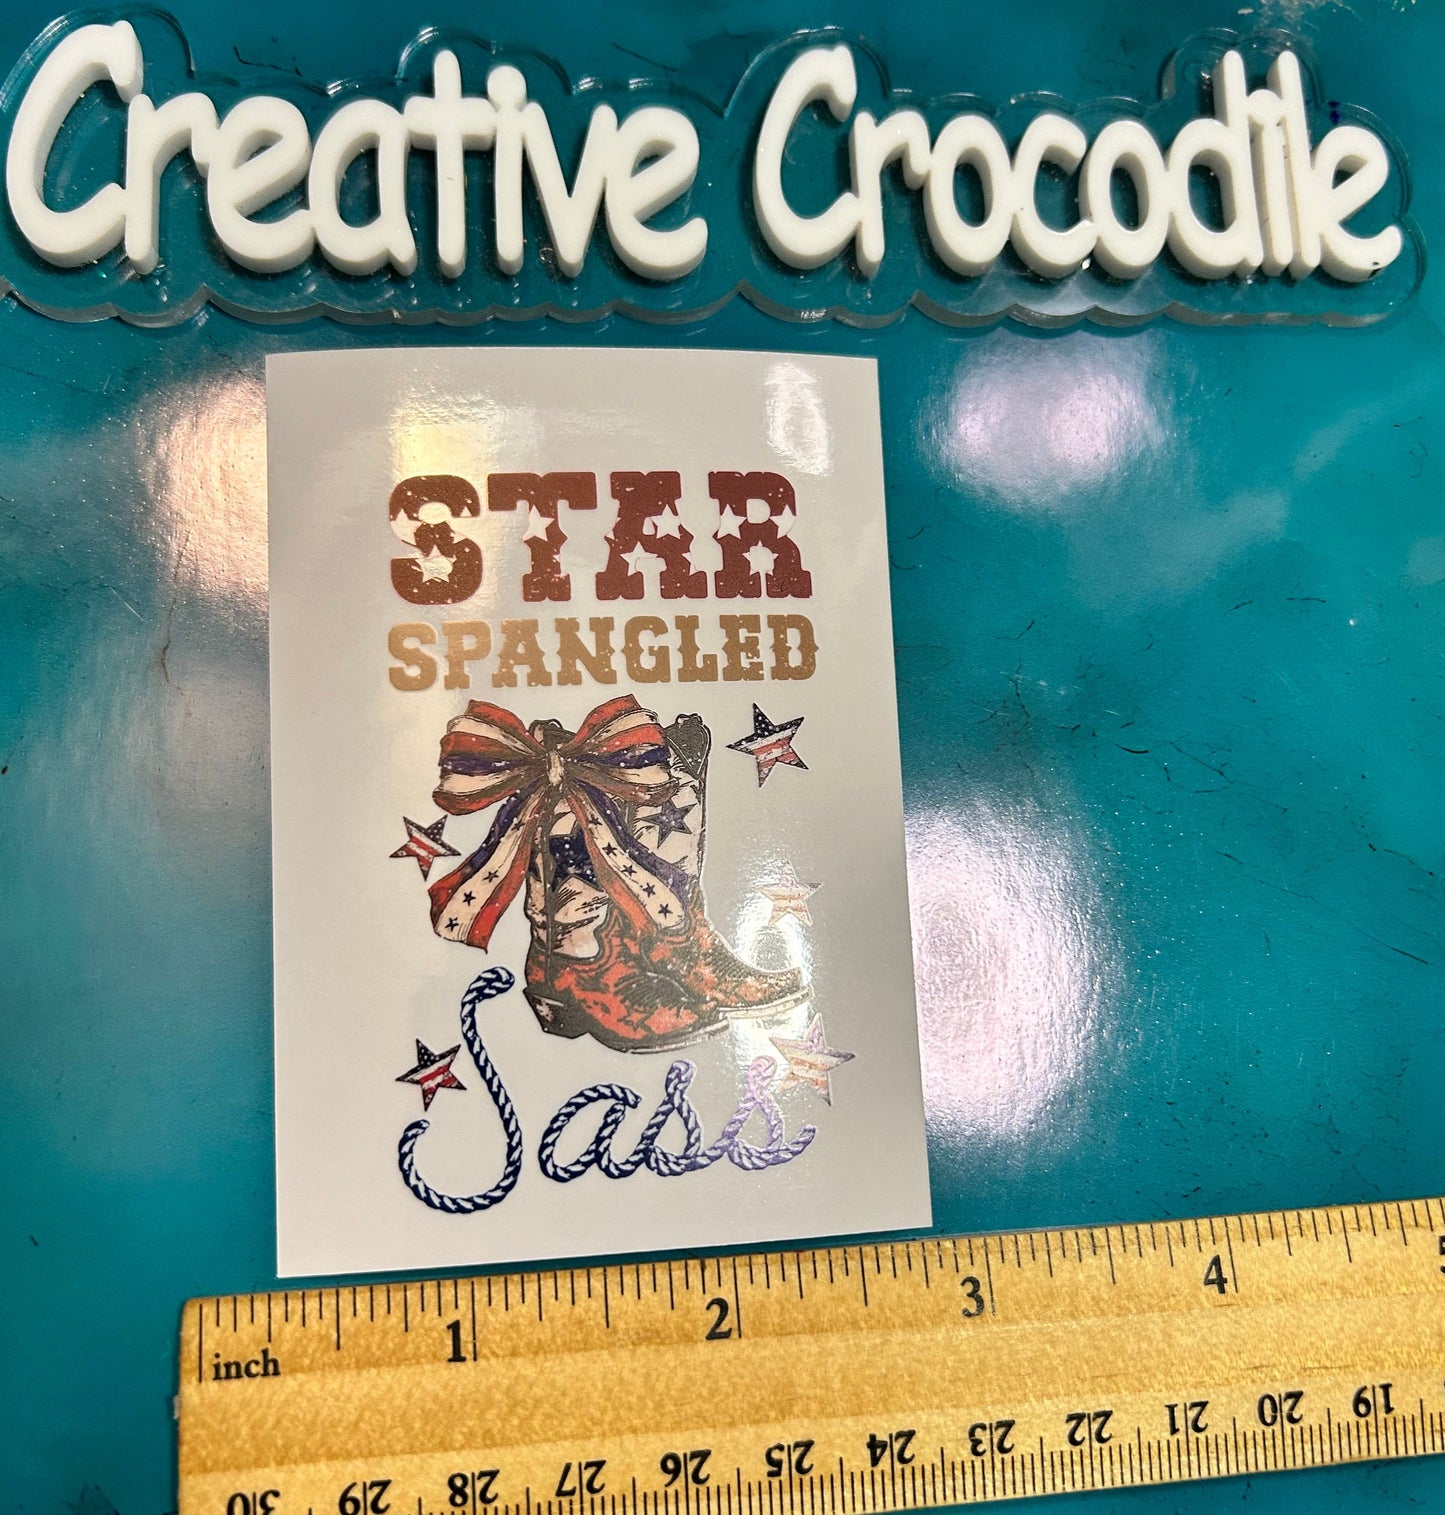 Creative Crocodile
STAR
SPANGLED
Sass
1 2 3 4 5
inch
30 29 28 27 26 25 24 23 22 21 20 19